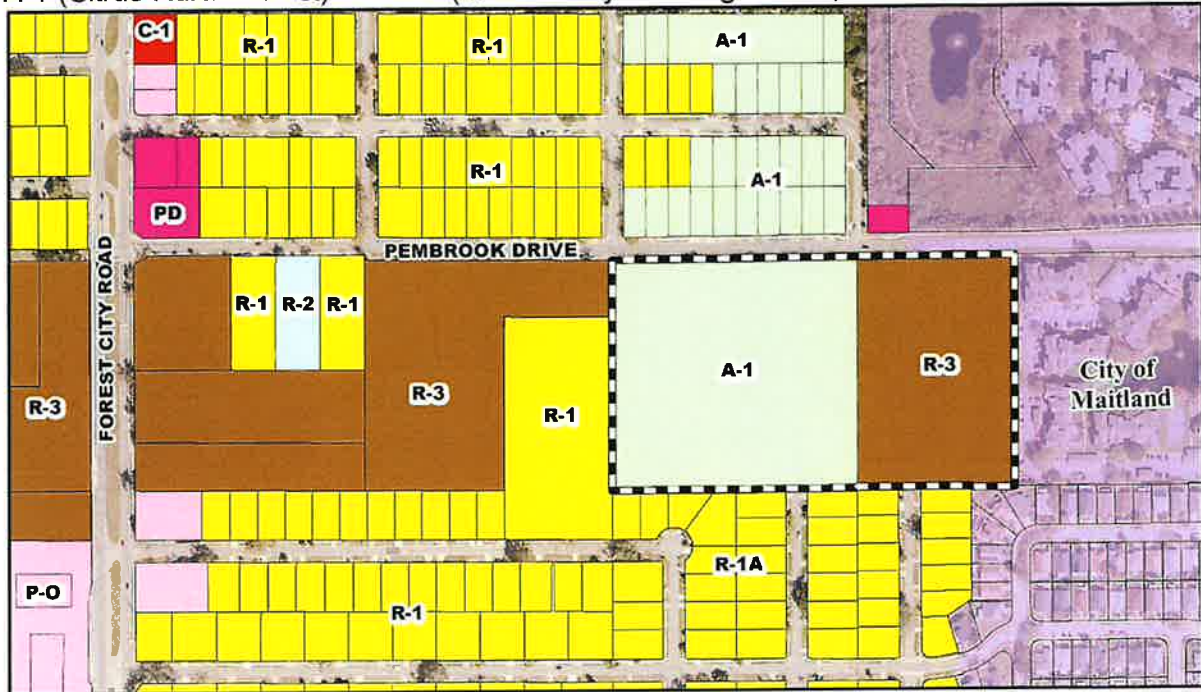 C-1
R-1
R-1
A-1
R-1
A-1
PD
PEMBROOK DRIVE
FOREST CITY ROAD
R-1
R-2
R-1
R-3
R-3
R-1
A-1
R-3
City of
Maitland
R-1A
P-O
R-1